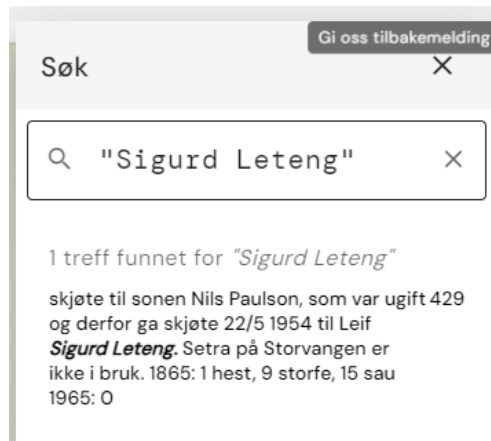 Gi oss tilbakemelding
Søk
"Sigurd Leteng"
1 treff funnet for "Sigurd Leteng"
skjøte til sonen Nils Paulson, som var ugift 429
og derfor ga skjøte 22/5 1954 til Leif
Sigurd Leteng. Setra på Storvangen er
ikke i bruk. 1865: 1 hest, 9 storfe, 15 sau
1965: 0